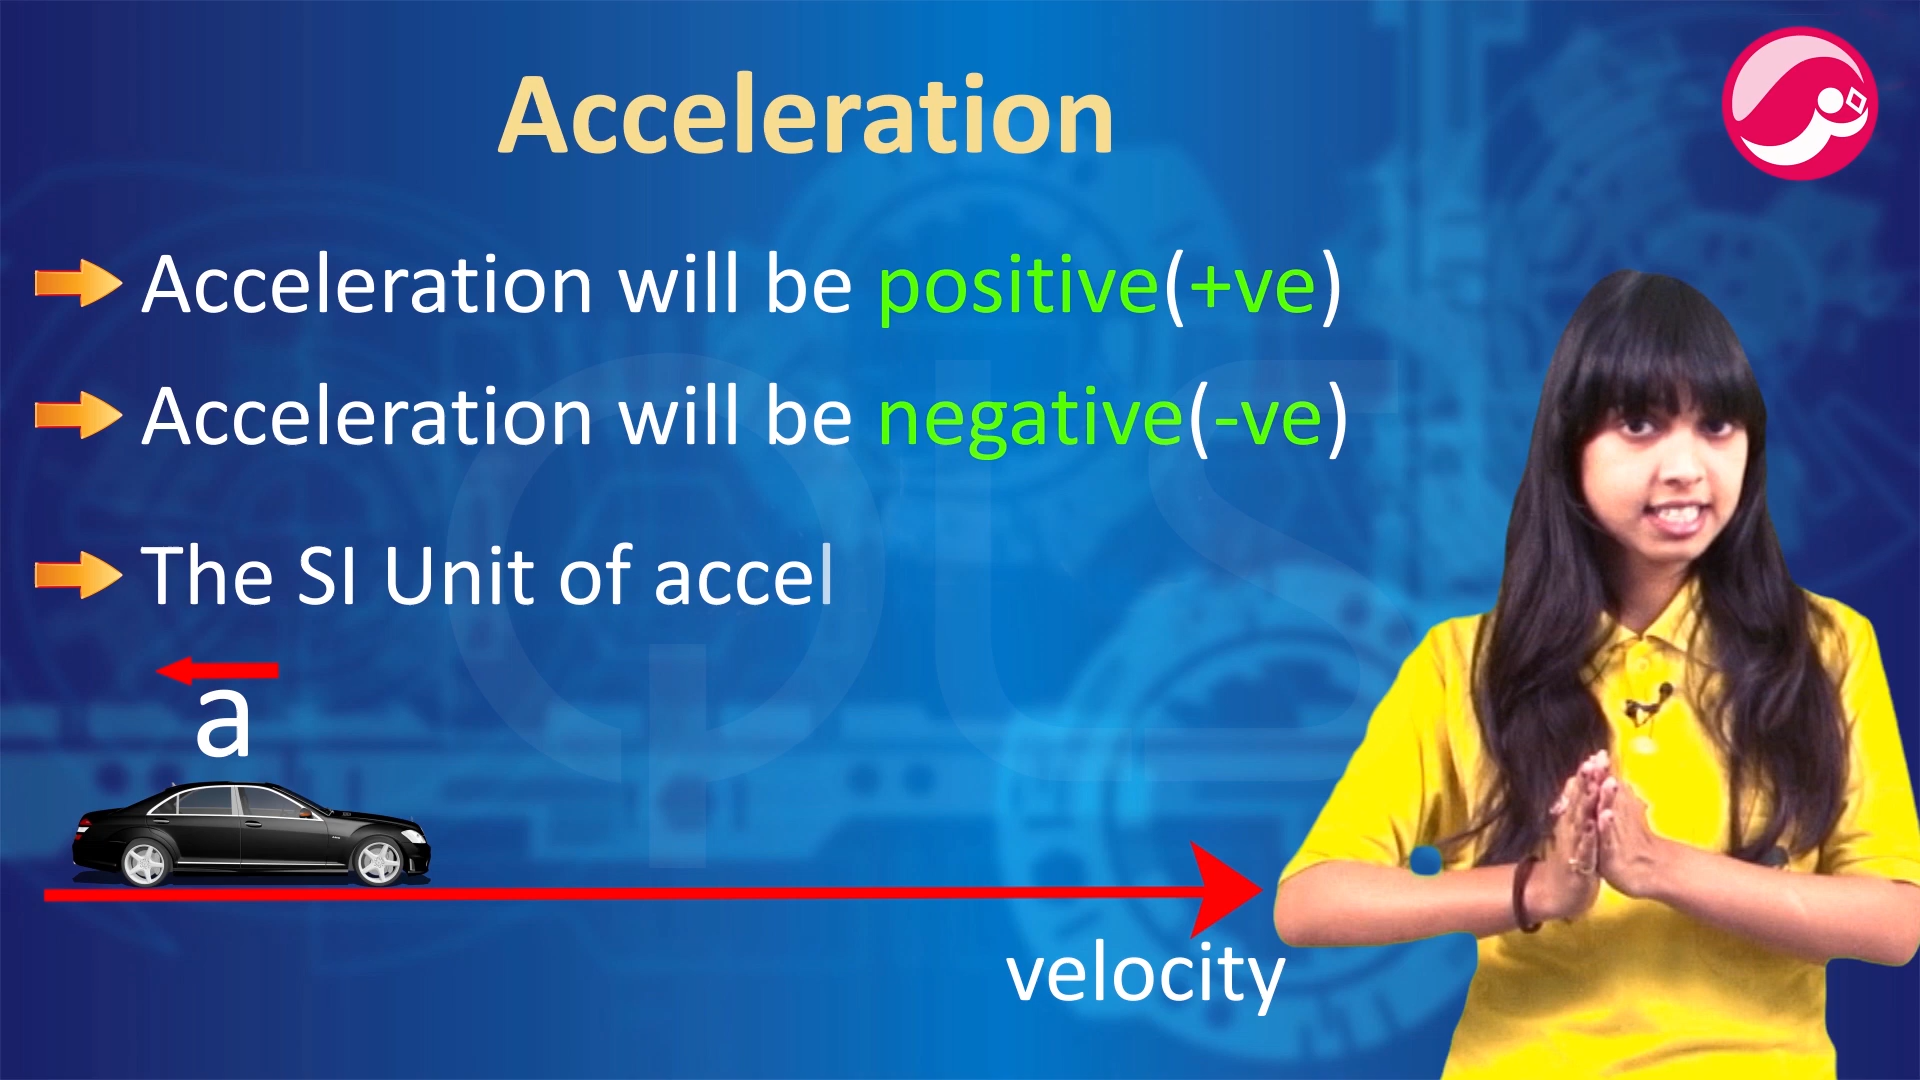 Acceleration
Acceleration will be positive(+ve)
Acceleration will be negative(-ve)
The SI Unit of accel
a
velocity